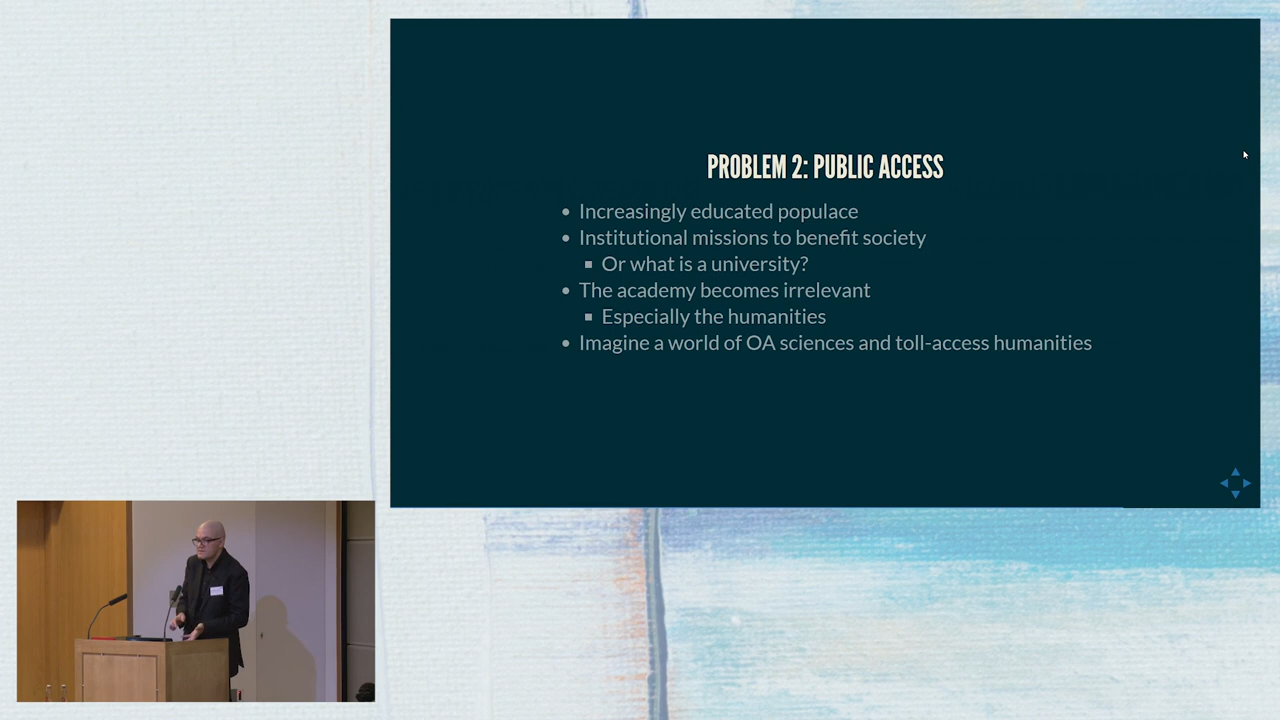 PROBLEM 2: PUBLIC ACCESS
Increasingly educated populace
Institutional missions to benefit society
Or what is a university?
The academy becomes irrelevant
Especially the humanities
Imagine a world of OA sciences and toll-access humanities